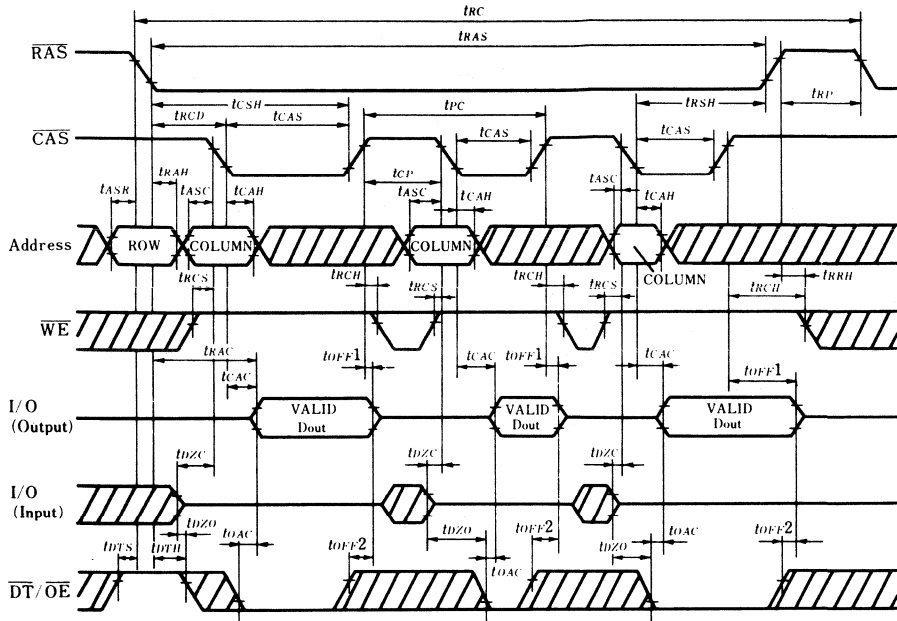 tRC
tRAS
RAS
tCSH
tPC
tRSH
tRP
tRCD
tCAS
CAS
tCAS
tCAS
tASR
tRAH
tASC
tCAH
tCP
tASC
tCAH
tASC
tCAH
Address
ROW
COLUMN
COLUMN
COLUMN
tRCS
tRCH
tRCS
tRCH
tRCS
tRCH
tRRH
WE
tRAC
tCAC
tOFF1
tCAC
tOFF1
tCAC
tOFF1
I/O
(Output)
VALID
Dout
VALID
Dout
VALID
Dout
tDZC
tDZC
tDZC
I/O
(Input)
tDZO
tOAC
tDZO
tOFF2
tOFF2
tDTS
tDTH
tOFF2
tOAC
tDZO
tOAC
DT/OE